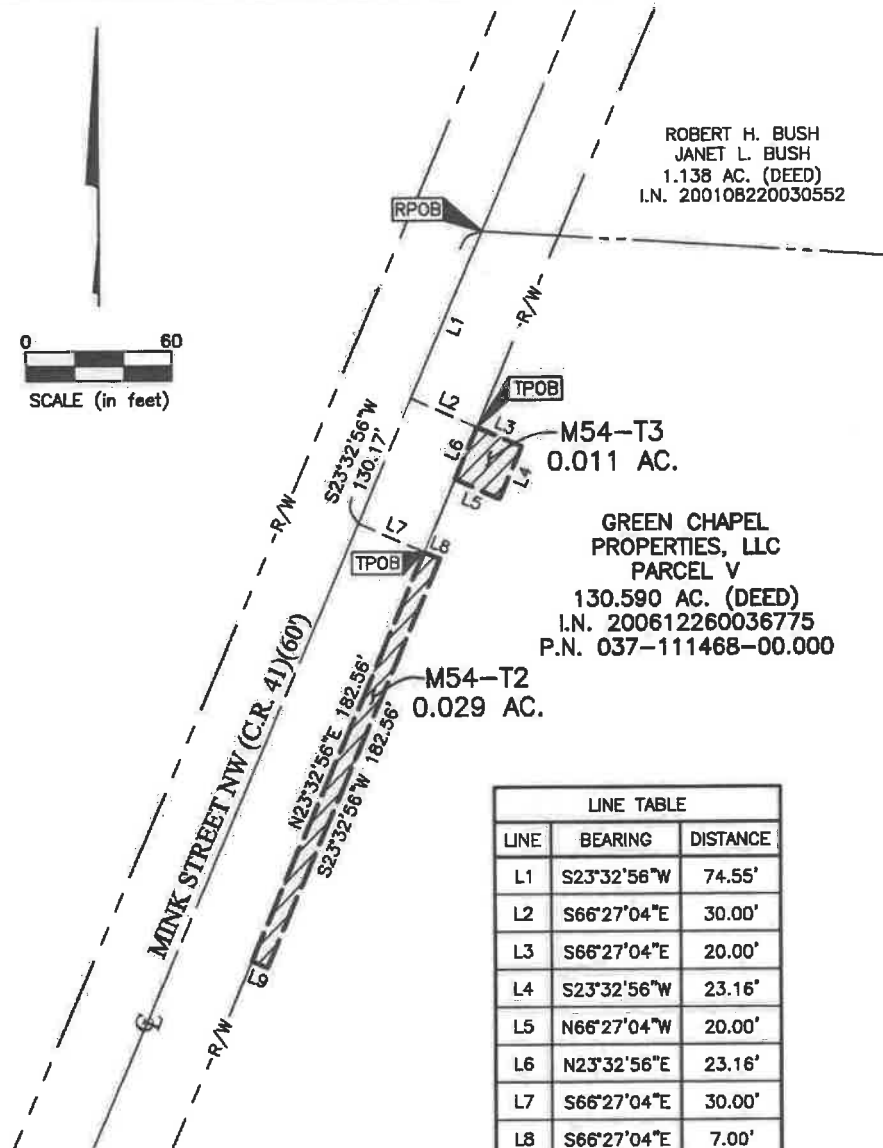 ROBERT H. BUSH
JANET L. BUSH
1.138 AC. (DEED)
I.N. 200108220030552
RPOB
L1
-R/W-
0 60
SCALE (in feet)
L2
TPOB
L3
L6
L4
L5
M54-T3
0.011 AC.
S23°32'56"W
130.17'
-R/W-
L7
L8
TPOB
GREEN CHAPEL
PROPERTIES, LLC
PARCEL V
130.590 AC. (DEED)
I.N. 200612260036775
P.N. 037-111468-00.000
MINK STREET NW (C.R. 41)(60')
N23°32'56"E 182.56'
S23°32'56"W 182.56'
M54-T2
0.029 AC.
L9
℄
-R/W-
LINE TABLE
LINE BEARING DISTANCE
L1 S23°32'56"W 74.55'
L2 S66°27'04"E 30.00'
L3 S66°27'04"E 20.00'
L4 S23°32'56"W 23.16'
L5 N66°27'04"W 20.00'
L6 N23°32'56"E 23.16'
L7 S66°27'04"E 30.00'
L8 S66°27'04"E 7.00'